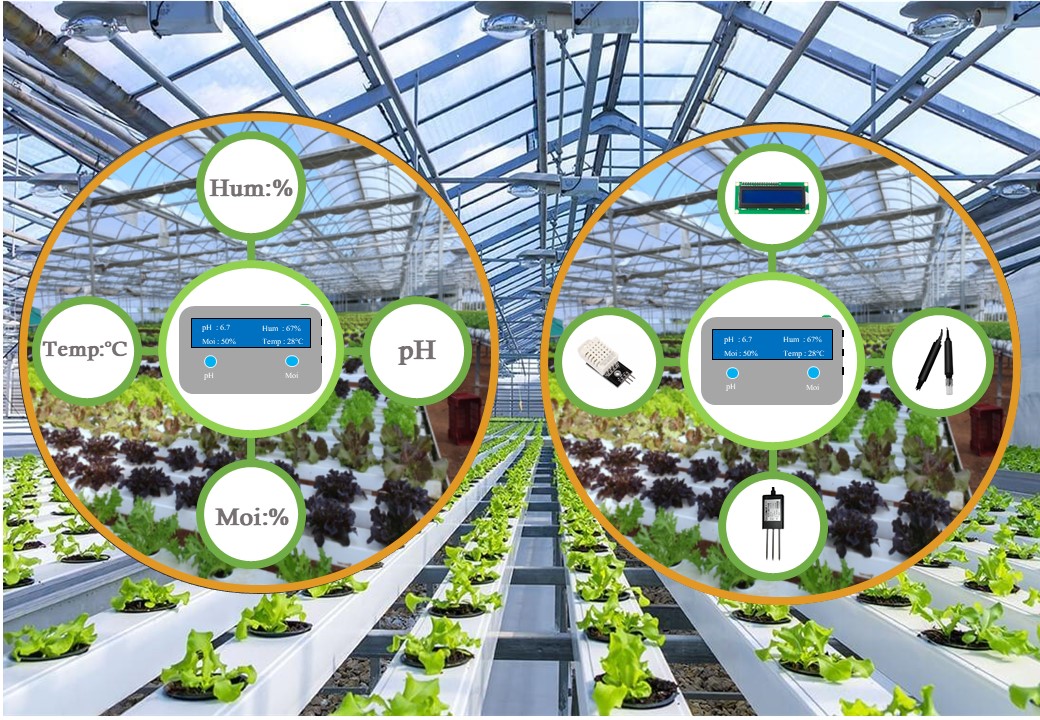 Hum:%
Temp:°C
pH : 6.7 Hum : 67%
Moi : 50% Temp : 28°C
pH Moi
pH
Moi:%
pH : 6.7 Hum : 67%
Moi : 50% Temp : 28°C
pH Moi